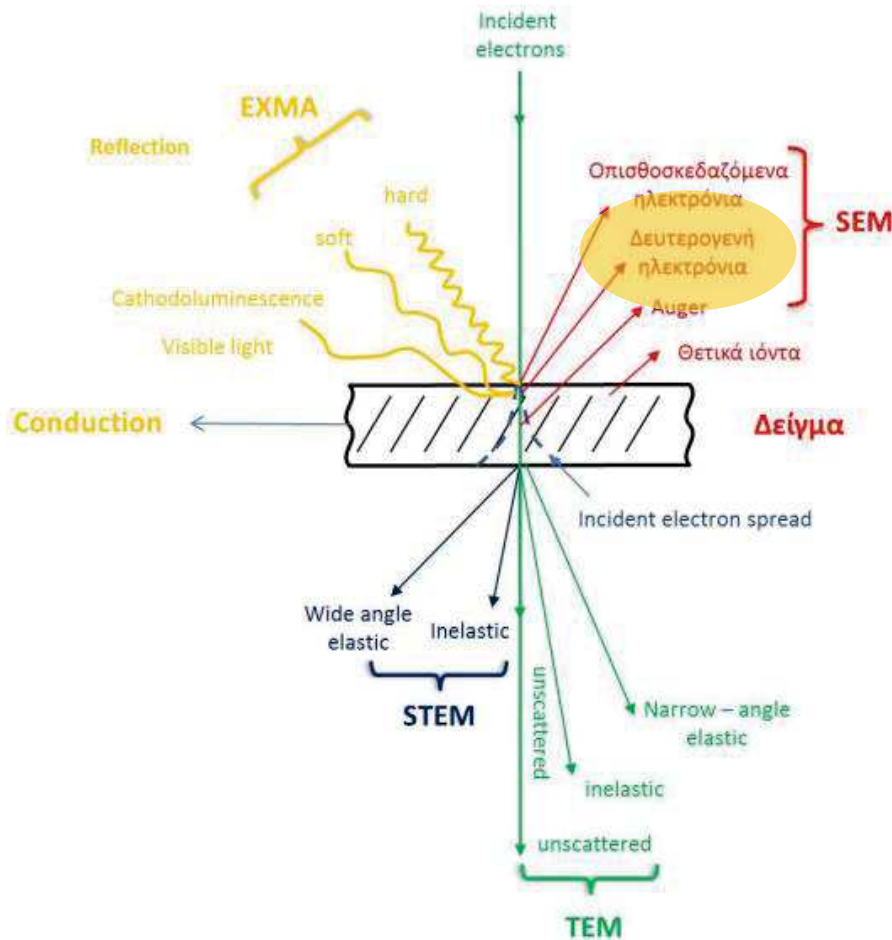 Incident
electrons
EXMA
Reflection
hard
soft
Cathodoluminescence
Visible light
Οπισθοσκεδαζόμενα
ηλεκτρόνια
Δευτερογενή
ηλεκτρόνια
SEM
Auger
Θετικά ιόντα
Conduction
Δείγμα
Incident electron spread
Wide angle
elastic
Inelastic
STEM
unscattered
Narrow – angle
elastic
inelastic
unscattered
TEM